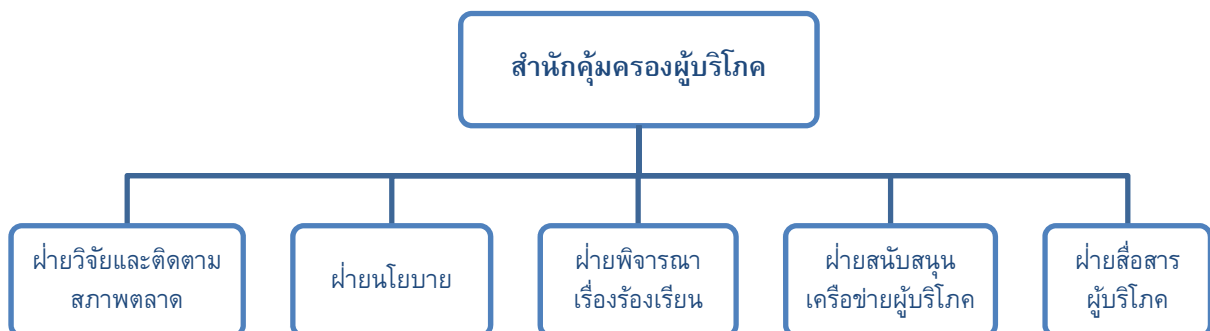 สำนักคุ้มครองผู้บริโภค
ฝ่ายวิจัยและติดตาม
สภาพตลาด
ฝ่ายนโยบาย
ฝ่ายพิจารณา
เรื่องร้องเรียน
ฝ่ายสนับสนุน
เครือข่ายผู้บริโภค
ฝ่ายสื่อสาร
ผู้บริโภค